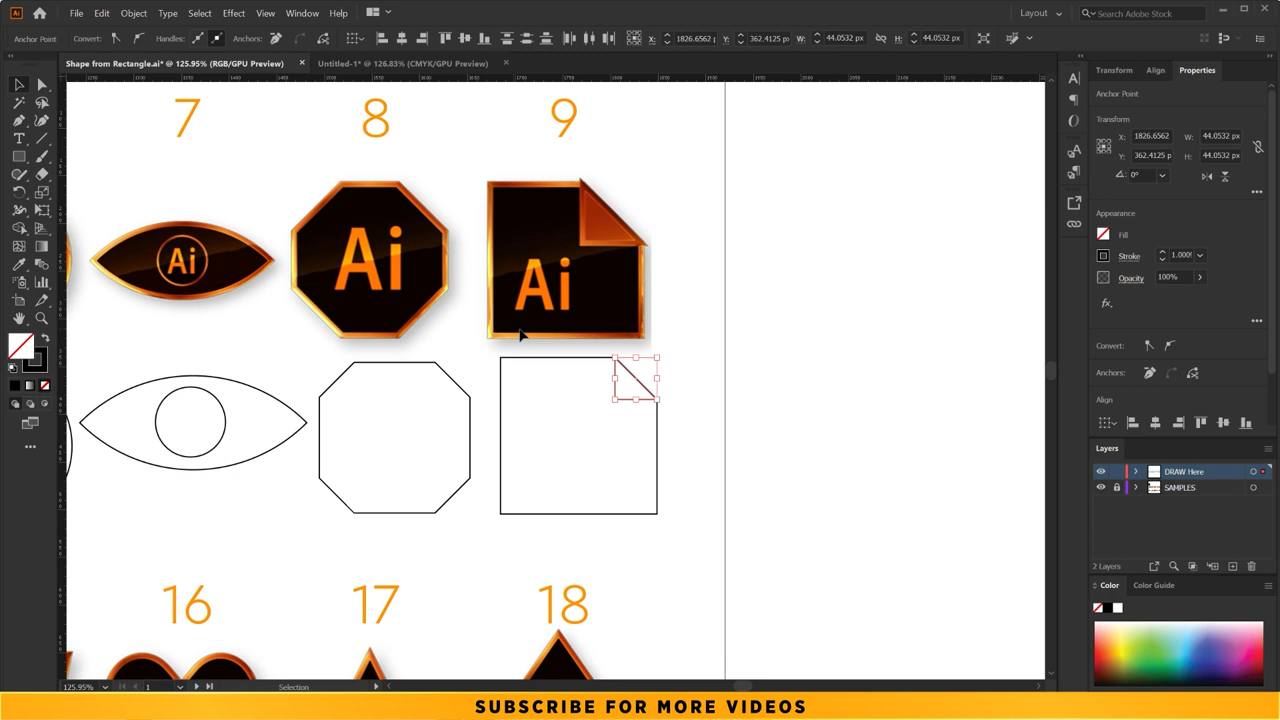 Ai File Edit Object Type Select Effect View Window Help Layout Search Adobe Stock
Anchor Point Convert: Handles: Anchors: X: 1826.6562 Y: 362.4125 p W: 44.0532 px H: 44.0532 px
Shape from Rectangle.ai* @ 125.95% (RGB/GPU Preview) × Untitled-1* @ 126.83% (CMYK/GPU Preview) ×
Transform Align Properties
Anchor Point
Transform
X: 1826.6562 W: 44.0532 px
Y: 362.4125 p H: 44.0532 px
0°
Appearance
Fill
Stroke 1.000
Opacity 100%
fx.
Convert:
Anchors:
Align
Layers
DRAW Here
SAMPLES
2 Layers
Color Color Guide
7 8 9
Ai Ai Ai
16 17 18
125.95% 1 Selection
SUBSCRIBE FOR MORE VIDEOS